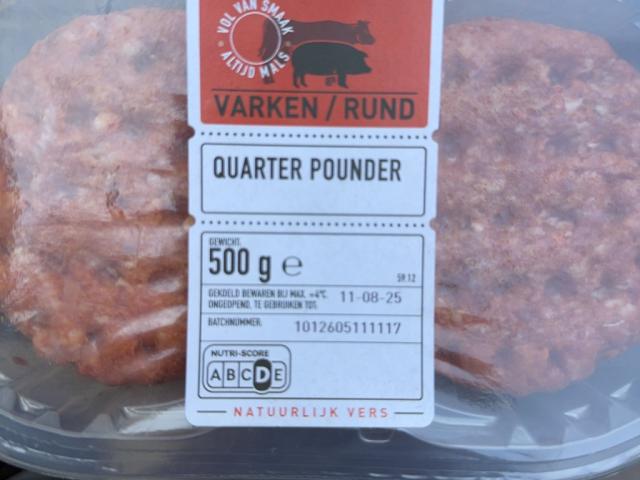 VOL VAN SMAAK
ALTIJD MALS
VARKEN / RUND
QUARTER POUNDER
GEWICHT:
500 g ℮
59.12
GEKOELD BEWAREN BIJ MAX. +4°C.
ONGEOPEND, TE GEBRUIKEN TOT:
11-08-25
BATCHNUMMER:
1012605111117
NUTRI-SCORE
A B C D E
NATUURLIJK VERS